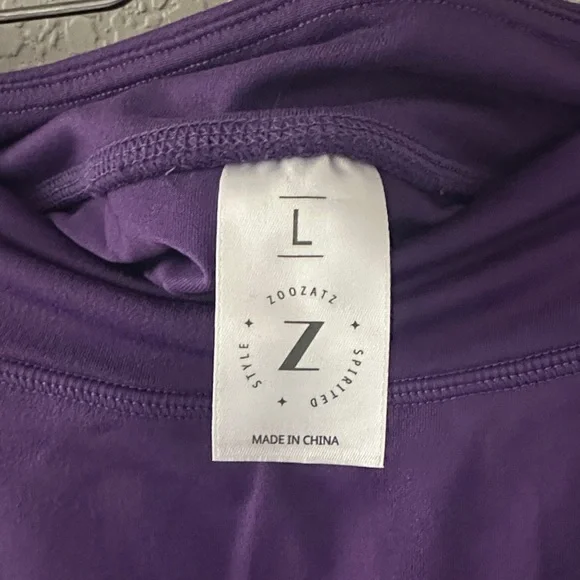 L
ZOOZATZ
Z
STYLE
SPIRITED
MADE IN CHINA